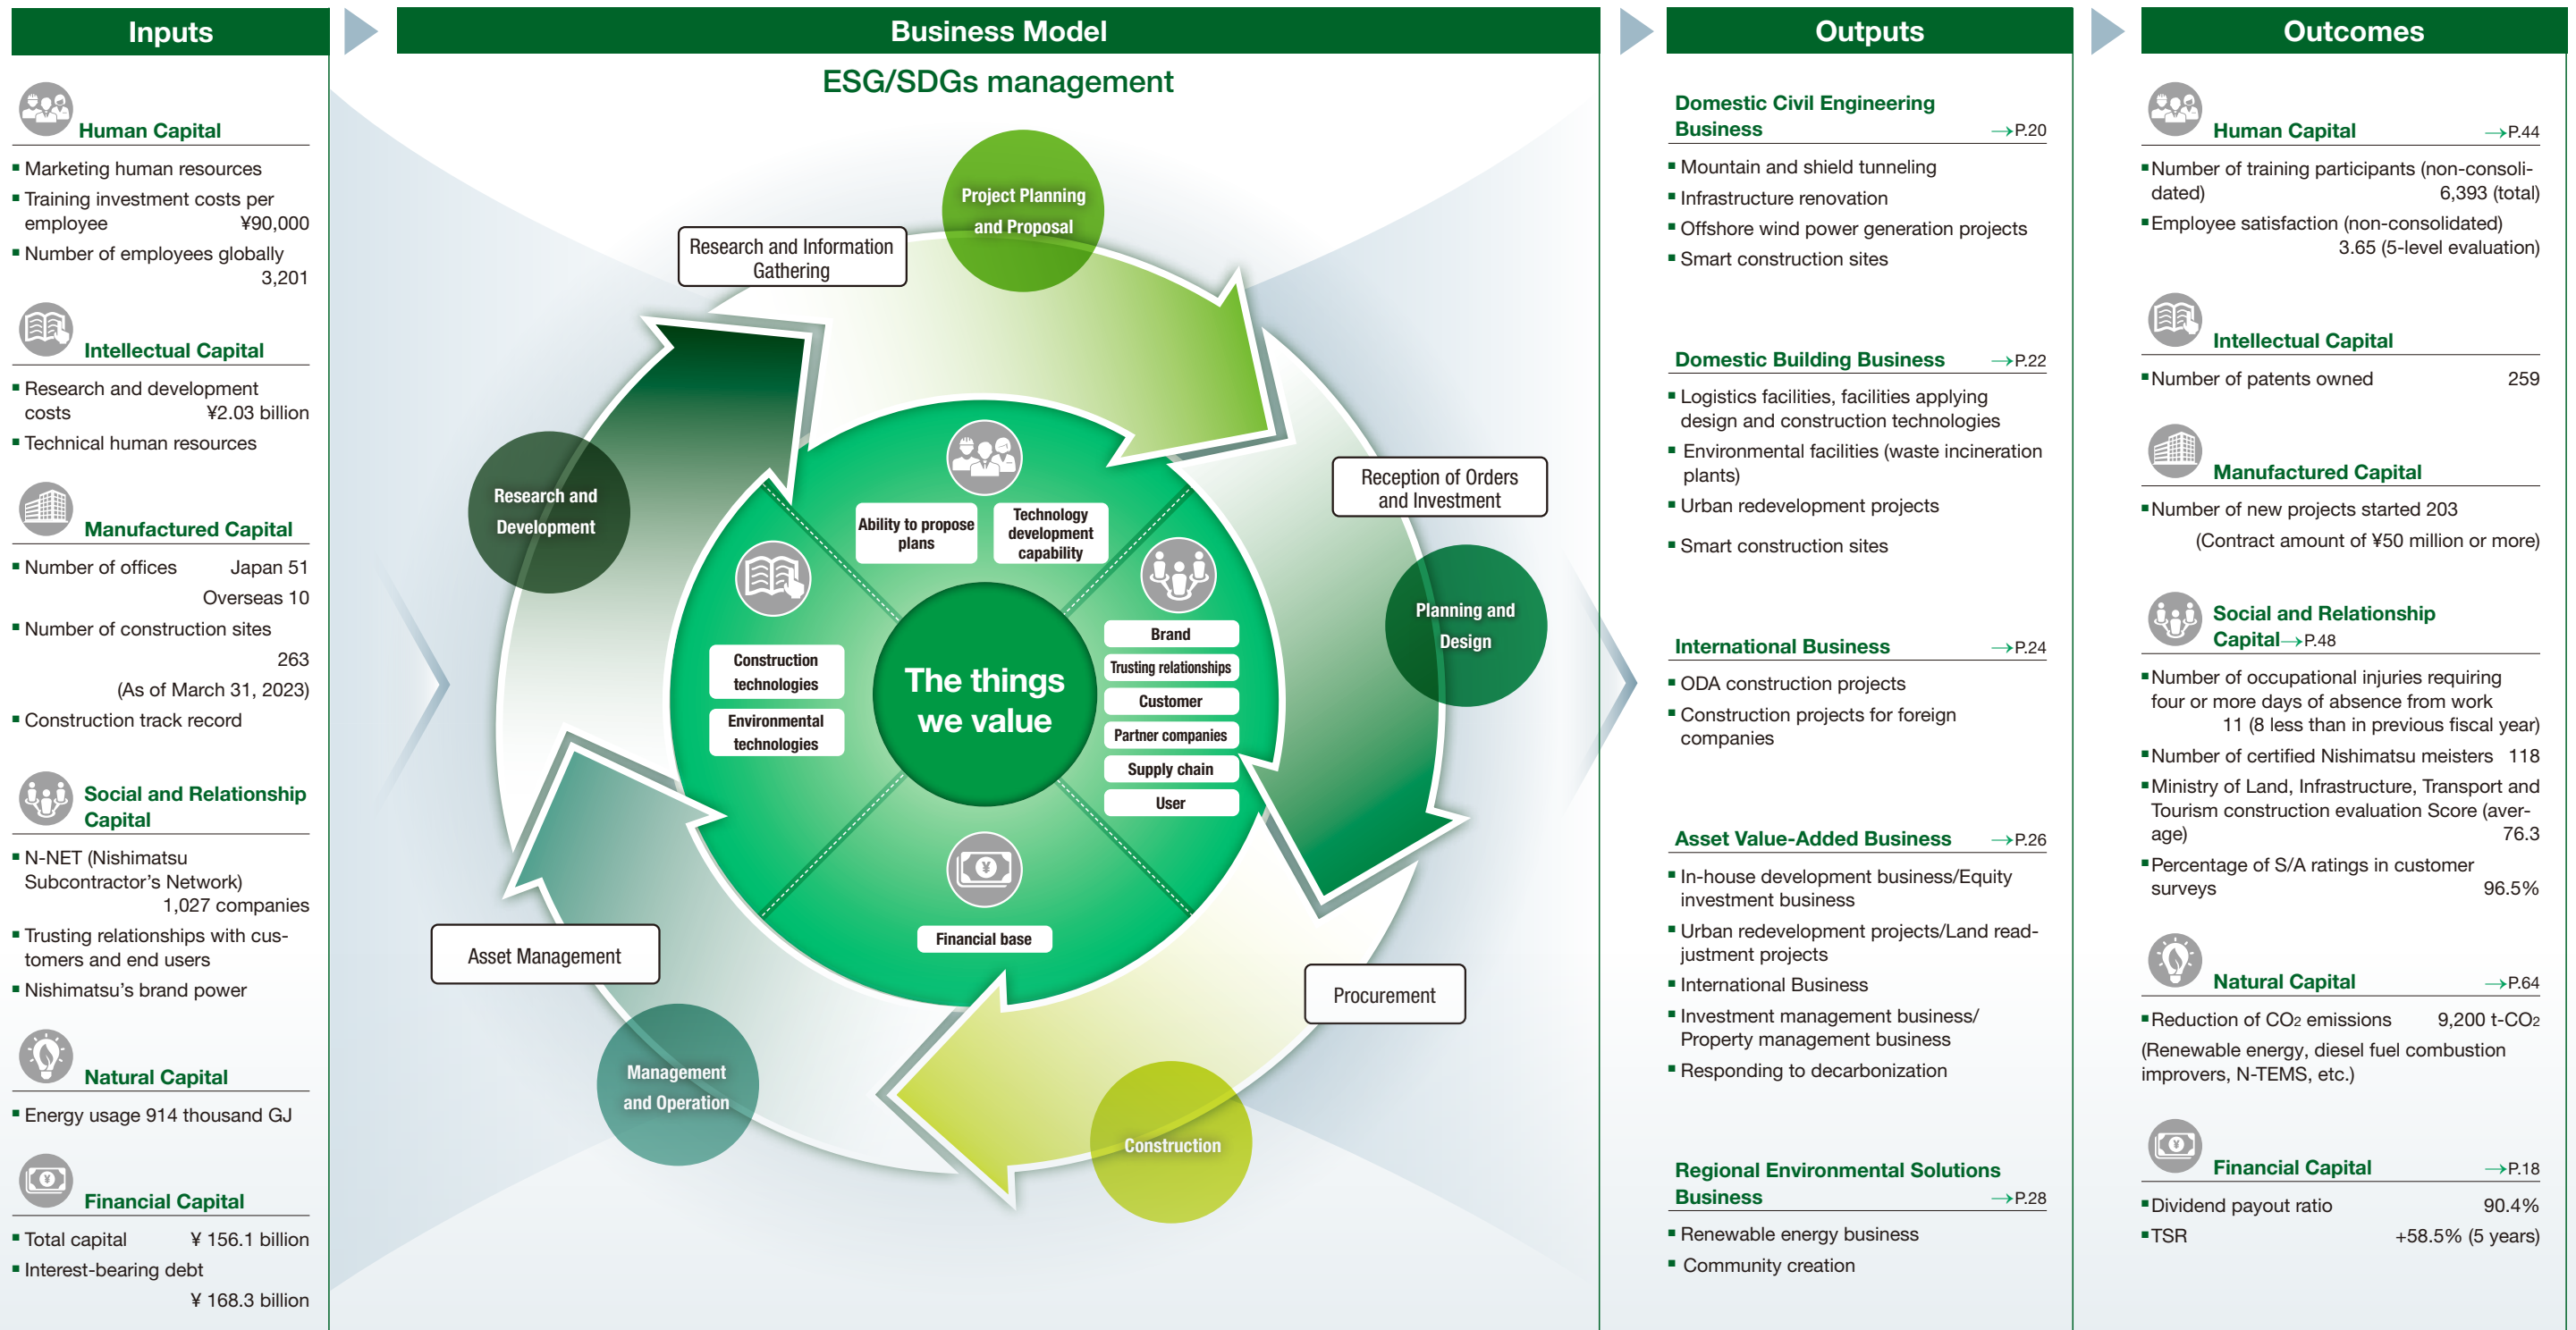 Inputs
Human Capital
▪ Marketing human resources
▪ Training investment costs per
employee ¥90,000
▪ Number of employees globally
3,201
Intellectual Capital
▪ Research and development
costs ¥2.03 billion
▪ Technical human resources
Manufactured Capital
▪ Number of offices Japan 51
Overseas 10
▪ Number of construction sites
263
(As of March 31, 2023)
▪ Construction track record
Social and Relationship
Capital
▪ N-NET (Nishimatsu
Subcontractor's Network)
1,027 companies
▪ Trusting relationships with cus-
tomers and end users
▪ Nishimatsu's brand power
Natural Capital
▪ Energy usage 914 thousand GJ
Financial Capital
▪ Total capital ¥ 156.1 billion
▪ Interest-bearing debt
¥ 168.3 billion
Business Model
ESG/SDGs management
Project Planning
and Proposal
Research and Information
Gathering
Reception of Orders
and Investment
Research and
Development
Planning and
Design
Ability to propose
plans
Technology
development
capability
Construction
technologies
Environmental
technologies
The things
we value
Brand
Trusting relationships
Customer
Partner companies
Supply chain
User
Financial base
Asset Management
Procurement
Management
and Operation
Construction
Outputs
Domestic Civil Engineering
Business →P.20
▪ Mountain and shield tunneling
▪ Infrastructure renovation
▪ Offshore wind power generation projects
▪ Smart construction sites
Domestic Building Business →P.22
▪ Logistics facilities, facilities applying
design and construction technologies
▪ Environmental facilities (waste incineration
plants)
▪ Urban redevelopment projects
▪ Smart construction sites
International Business →P.24
▪ ODA construction projects
▪ Construction projects for foreign
companies
Asset Value-Added Business →P.26
▪ In-house development business/Equity
investment business
▪ Urban redevelopment projects/Land read-
justment projects
▪ International Business
▪ Investment management business/
Property management business
▪ Responding to decarbonization
Regional Environmental Solutions
Business →P.28
▪ Renewable energy business
▪ Community creation
Outcomes
Human Capital →P.44
▪Number of training participants (non-consoli-
dated) 6,393 (total)
▪Employee satisfaction (non-consolidated)
3.65 (5-level evaluation)
Intellectual Capital
▪Number of patents owned 259
Manufactured Capital
▪Number of new projects started 203
(Contract amount of ¥50 million or more)
Social and Relationship
Capital→P.48
▪Number of occupational injuries requiring
four or more days of absence from work
11 (8 less than in previous fiscal year)
▪Number of certified Nishimatsu meisters 118
▪Ministry of Land, Infrastructure, Transport and
Tourism construction evaluation Score (aver-
age) 76.3
▪Percentage of S/A ratings in customer
surveys 96.5%
Natural Capital →P.64
▪Reduction of CO2 emissions 9,200 t-CO2
(Renewable energy, diesel fuel combustion
improvers, N-TEMS, etc.)
Financial Capital →P.18
▪Dividend payout ratio 90.4%
▪TSR +58.5% (5 years)